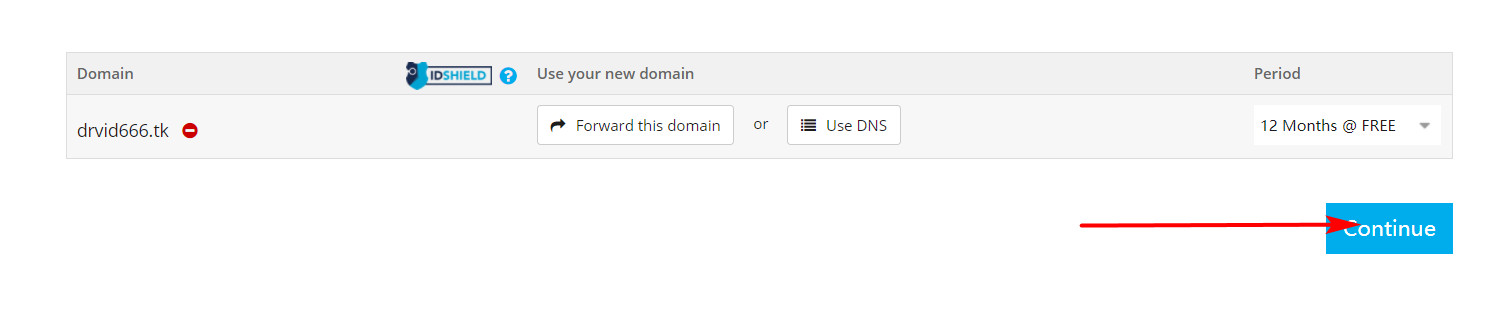 Domain IDSHIELD ? Use your new domain Period
drvid666.tk Forward this domain or Use DNS 12 Months @ FREE
Continue